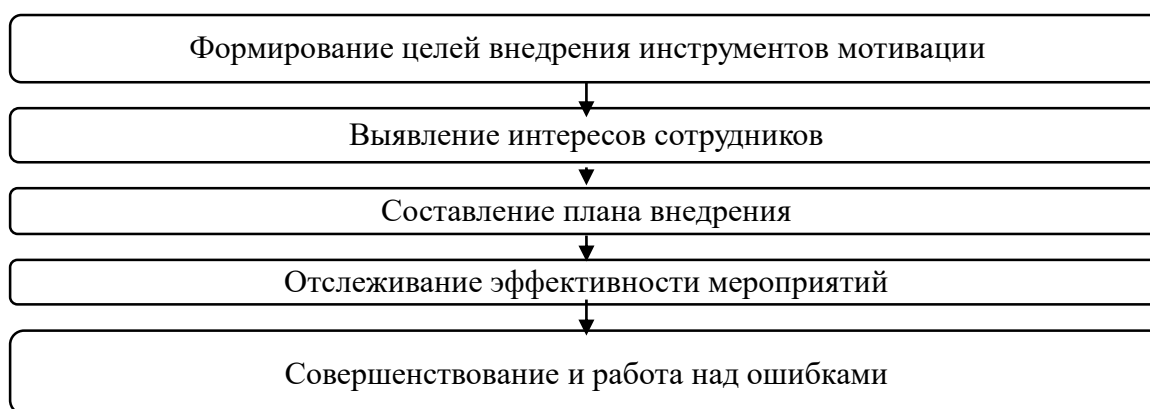 Формирование целей внедрения инструментов мотивации
Выявление интересов сотрудников
Составление плана внедрения
Отслеживание эффективности мероприятий
Совершенствование и работа над ошибками